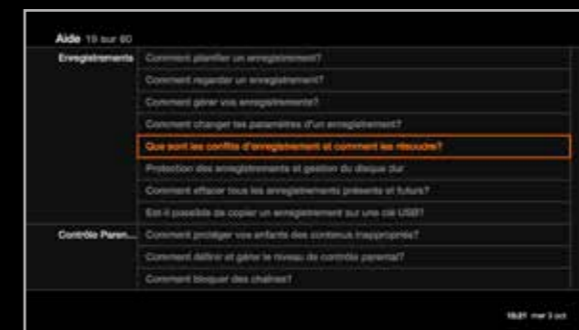 Aide 19 sur 60
Enregistrements
Comment planifier un enregistrement?
Comment regarder un enregistrement?
Comment gérer vos enregistrements?
Comment changer les paramètres d'un enregistrement?
Que sont les conflits d'enregistrement et comment les résoudre?
Protection des enregistrements et gestion du disque dur
Comment effacer tous les enregistrements présents et futurs?
Est-il possible de copier un enregistrement sur une clé USB?
Contrôle Paren...
Comment protéger vos enfants des contenus inappropriés?
Comment définir et gérer le niveau de contrôle parental?
Comment bloquer des chaînes?
mer 3 oct